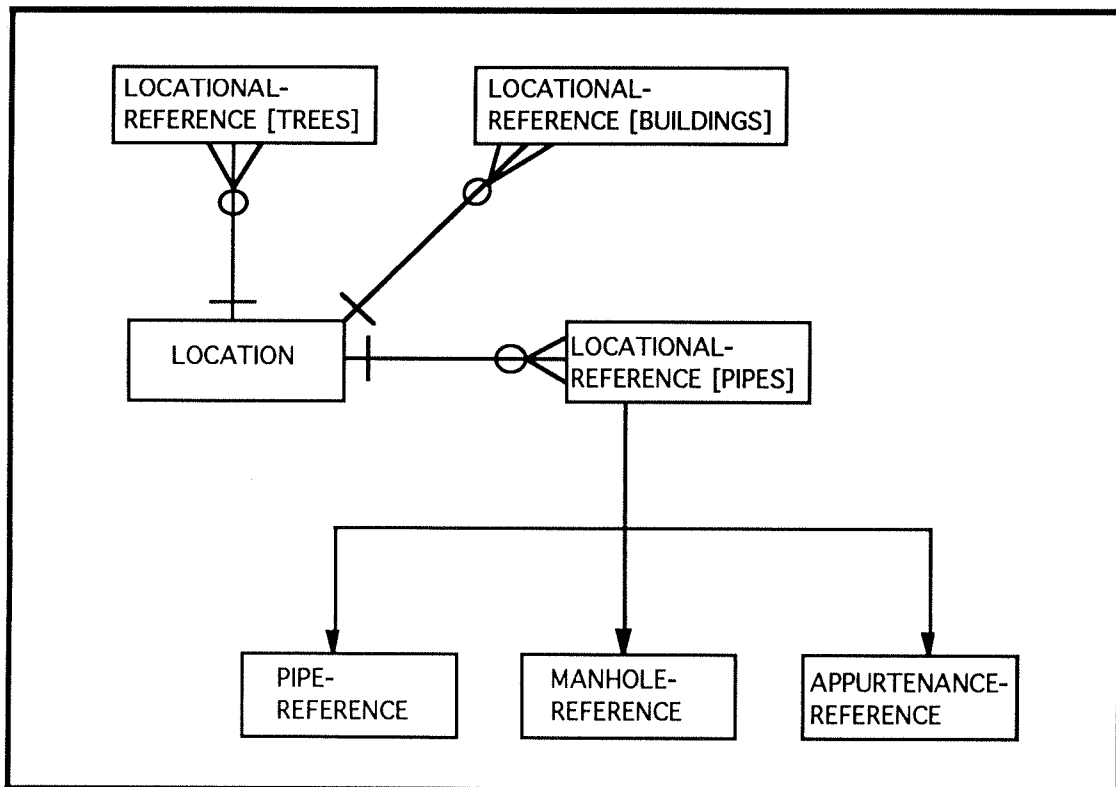 LOCATIONAL-
REFERENCE [TREES]
LOCATIONAL-
REFERENCE [BUILDINGS]
LOCATION
LOCATIONAL-
REFERENCE [PIPES]
PIPE-
REFERENCE
MANHOLE-
REFERENCE
APPURTENANCE-
REFERENCE